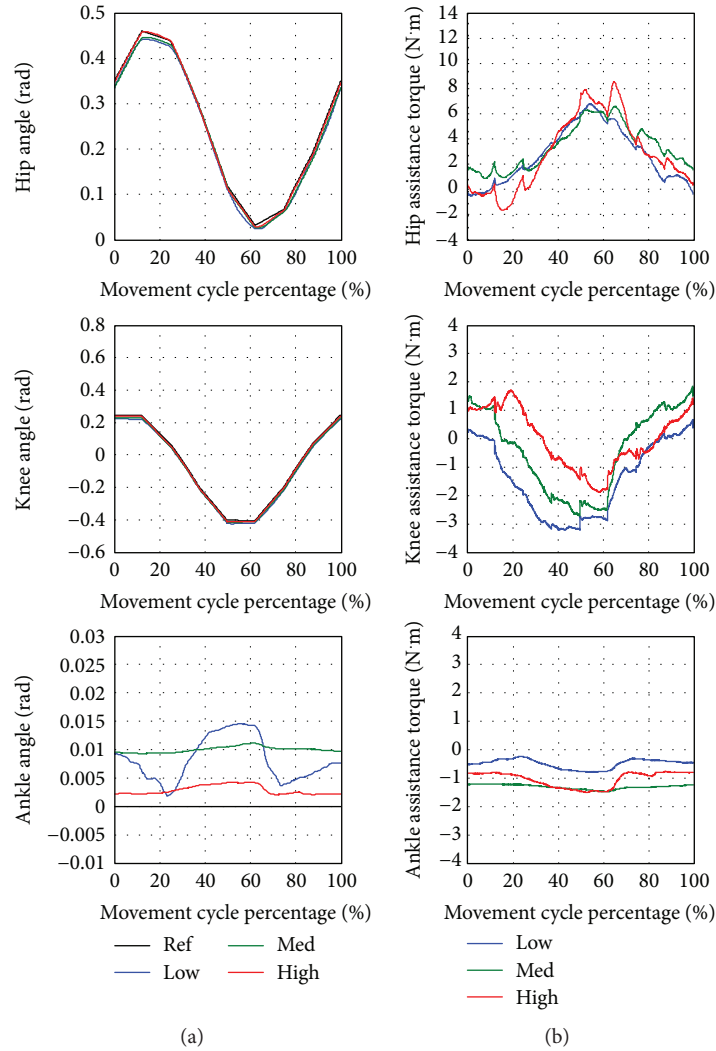 Hip angle (rad)
0.5
0.4
0.3
0.2
0.1
0
0 20 40 60 80 100
Movement cycle percentage (%)
Hip assistance torque (N·m)
14
12
10
8
6
4
2
0
−2
−4
0 20 40 60 80 100
Movement cycle percentage (%)
Knee angle (rad)
0.8
0.6
0.4
0.2
0
−0.2
−0.4
−0.6
0 20 40 60 80 100
Movement cycle percentage (%)
Knee assistance torque (N·m)
4
3
2
1
0
−1
−2
−3
−4
0 20 40 60 80 100
Movement cycle percentage (%)
Ankle angle (rad)
0.03
0.02
0.015
0.010
0.005
0
−0.005
−0.01
0 20 40 60 80 100
Movement cycle percentage (%)
Ankle assistance torque (N·m)
4
3
2
1
0
−1
−2
−3
−4
0 20 40 60 80 100
Movement cycle percentage (%)
Ref
Low
Med
High
Low
Med
High
(a)
(b)